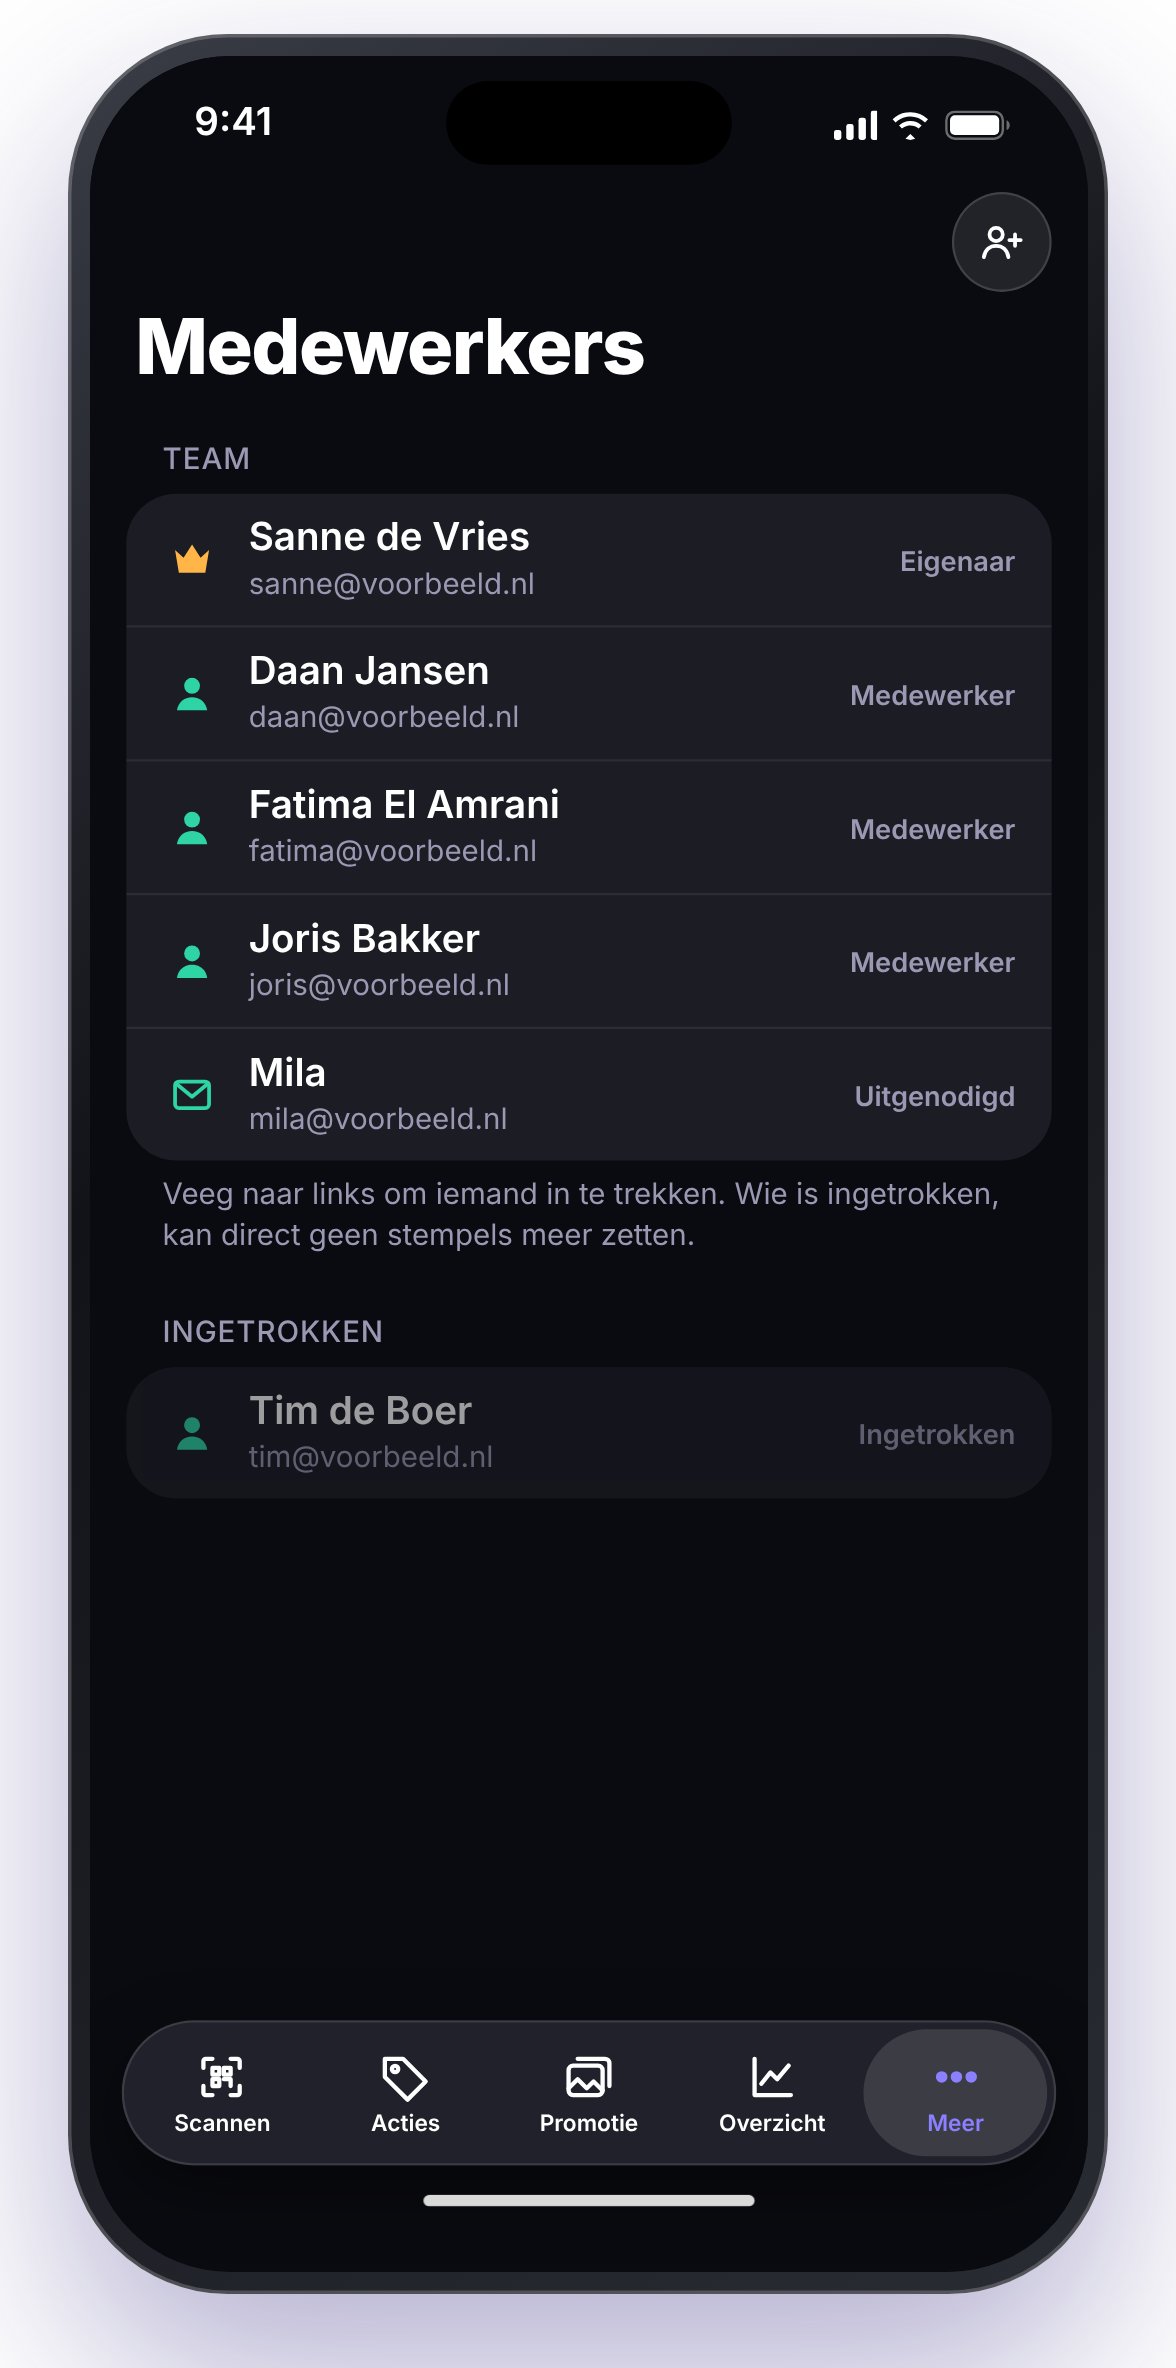 9:41
Medewerkers
TEAM
Sanne de Vries
sanne@voorbeeld.nl
Eigenaar
Daan Jansen
daan@voorbeeld.nl
Medewerker
Fatima El Amrani
fatima@voorbeeld.nl
Medewerker
Joris Bakker
joris@voorbeeld.nl
Medewerker
Mila
mila@voorbeeld.nl
Uitgenodigd
Veeg naar links om iemand in te trekken. Wie is ingetrokken,
kan direct geen stempels meer zetten.
INGETROKKEN
Tim de Boer
tim@voorbeeld.nl
Ingetrokken
Scannen
Acties
Promotie
Overzicht
Meer